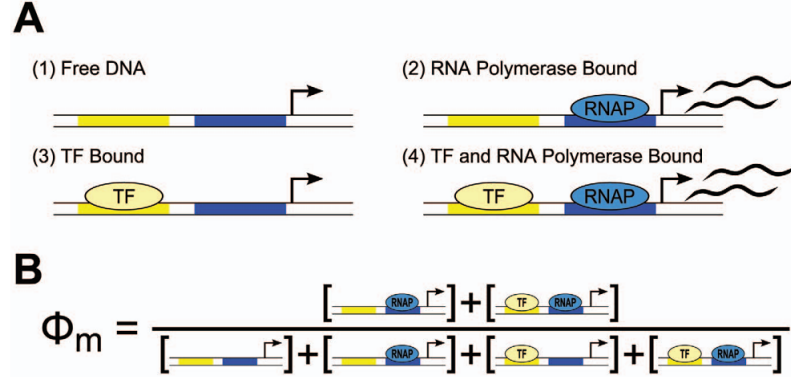 A
(1) Free DNA
(2) RNA Polymerase Bound
RNAP
(3) TF Bound
(4) TF and RNA Polymerase Bound
TF
TF
RNAP
B
Φm =
[RNAP] + [TF RNAP]
[ ] + [RNAP] + [TF] + [TF RNAP]